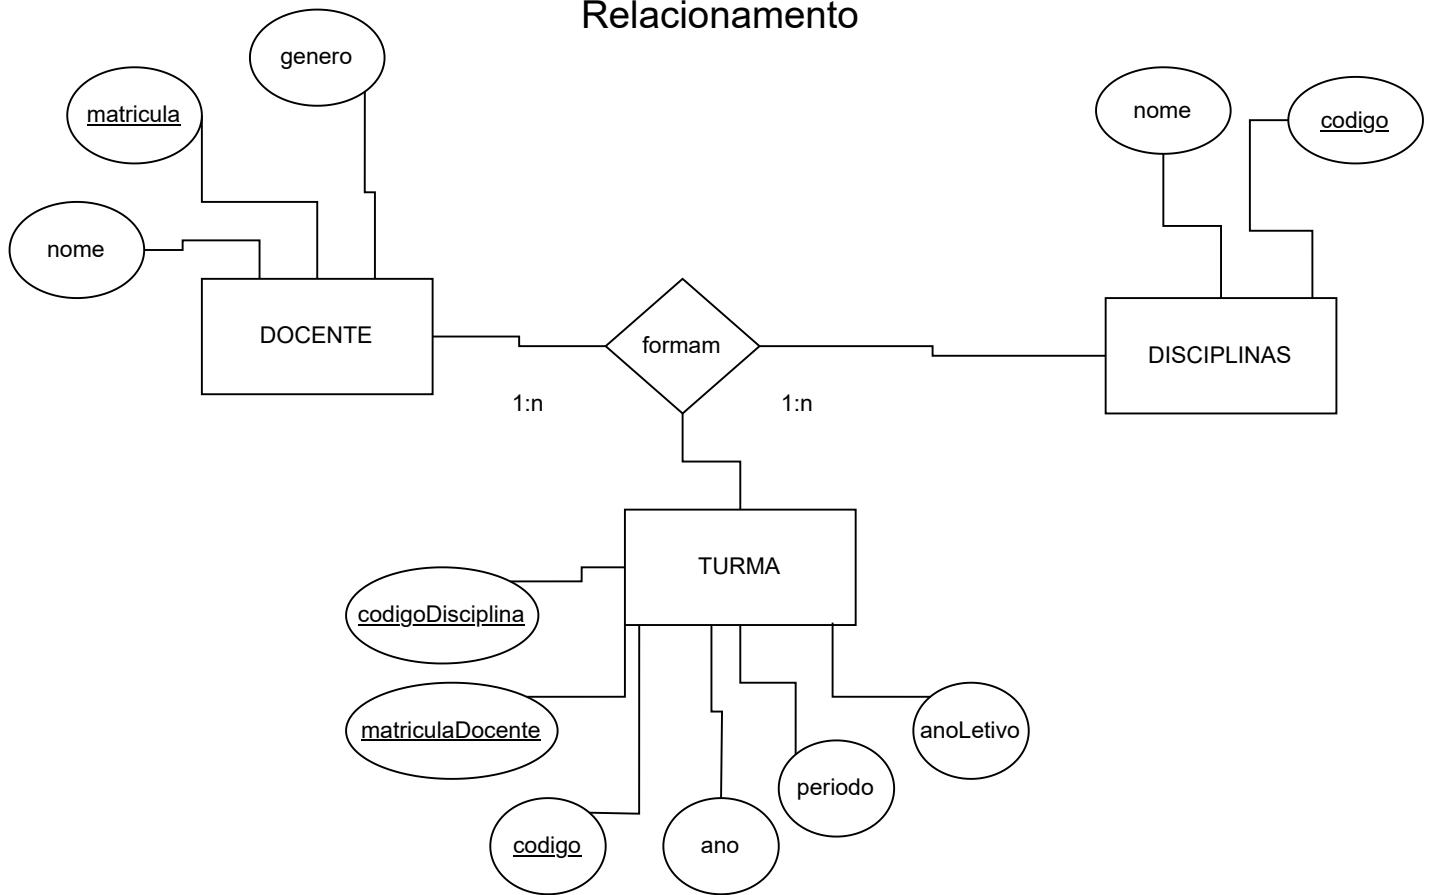 Relacionamento
genero
matricula
nome
codigo
nome
DOCENTE
formam
DISCIPLINAS
1:n
1:n
TURMA
codigoDisciplina
matriculaDocente
anoLetivo
periodo
codigo
ano